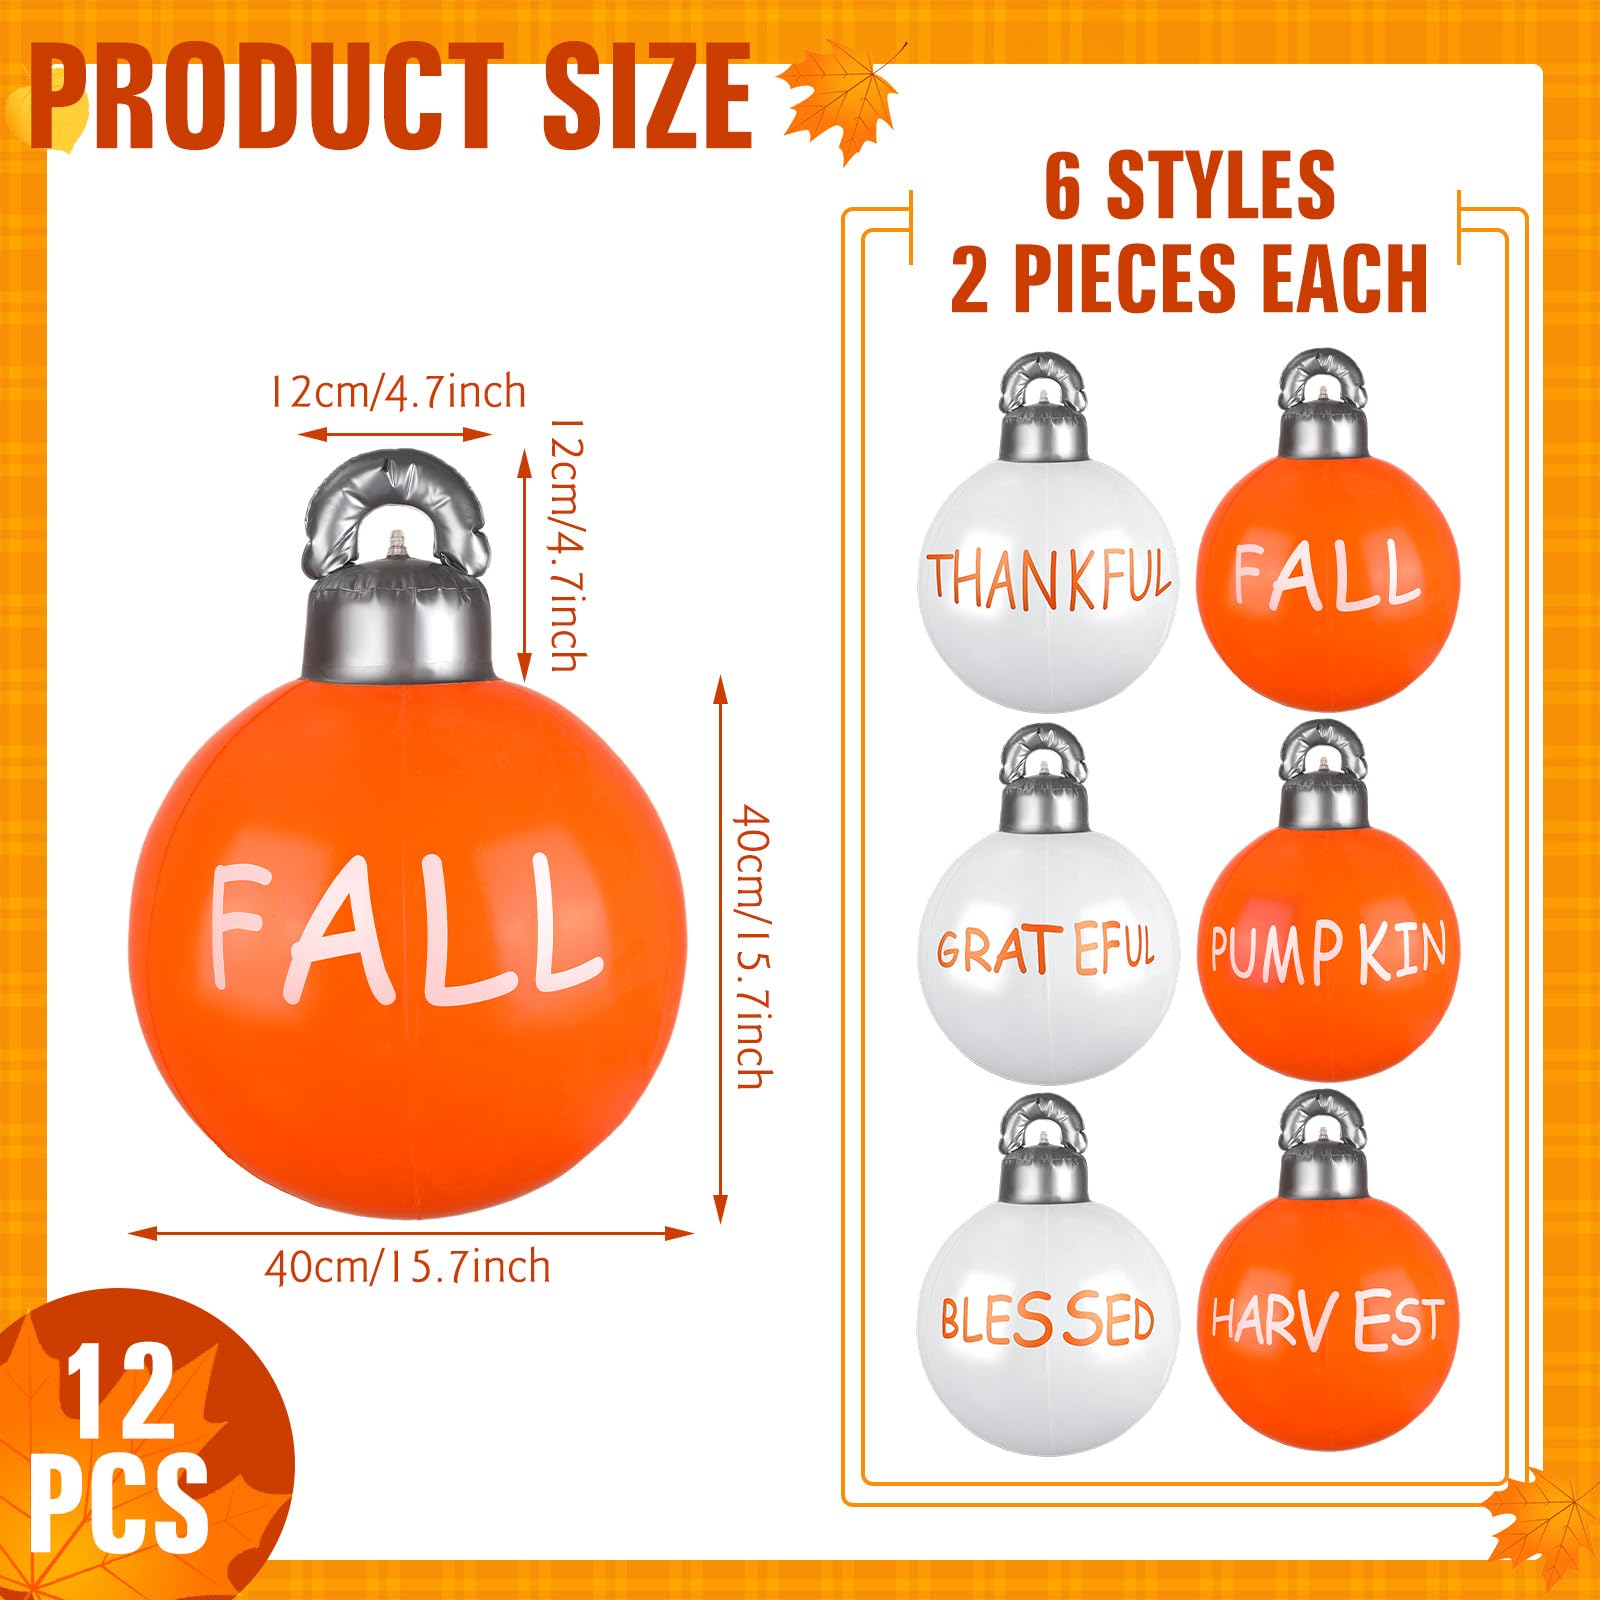 PRODUCT SIZE
6 STYLES
2 PIECES EACH
12cm/4.7inch
12cm/4.7inch
FALL
40cm/15.7inch
40cm/15.7inch
THANKFUL
FALL
GRATEFUL
PUMPKIN
BLESSED
HARVEST
12
PCS